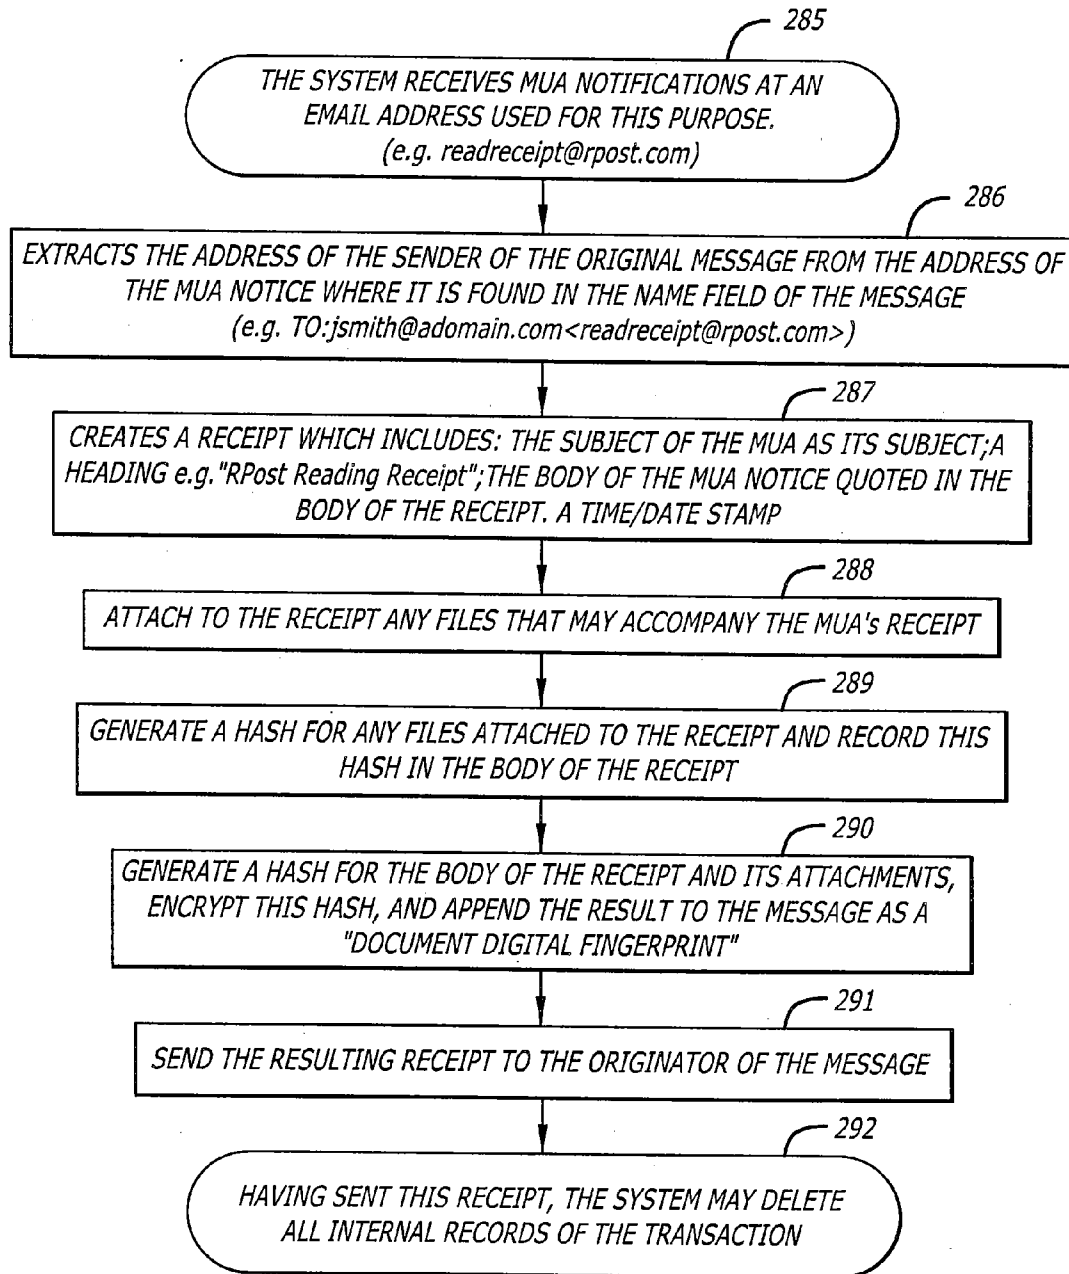 285
THE SYSTEM RECEIVES MUA NOTIFICATIONS AT AN
EMAIL ADDRESS USED FOR THIS PURPOSE.
(e.g. readreceipt@rpost.com)
286
EXTRACTS THE ADDRESS OF THE SENDER OF THE ORIGINAL MESSAGE FROM THE ADDRESS OF
THE MUA NOTICE WHERE IT IS FOUND IN THE NAME FIELD OF THE MESSAGE
(e.g. TO:jsmith@adomain.com<readreceipt@rpost.com>)
287
CREATES A RECEIPT WHICH INCLUDES: THE SUBJECT OF THE MUA AS ITS SUBJECT;A
HEADING e.g."RPost Reading Receipt";THE BODY OF THE MUA NOTICE QUOTED IN THE
BODY OF THE RECEIPT. A TIME/DATE STAMP
288
ATTACH TO THE RECEIPT ANY FILES THAT MAY ACCOMPANY THE MUA's RECEIPT
289
GENERATE A HASH FOR ANY FILES ATTACHED TO THE RECEIPT AND RECORD THIS
HASH IN THE BODY OF THE RECEIPT
290
GENERATE A HASH FOR THE BODY OF THE RECEIPT AND ITS ATTACHMENTS,
ENCRYPT THIS HASH, AND APPEND THE RESULT TO THE MESSAGE AS A
"DOCUMENT DIGITAL FINGERPRINT"
291
SEND THE RESULTING RECEIPT TO THE ORIGINATOR OF THE MESSAGE
292
HAVING SENT THIS RECEIPT, THE SYSTEM MAY DELETE
ALL INTERNAL RECORDS OF THE TRANSACTION